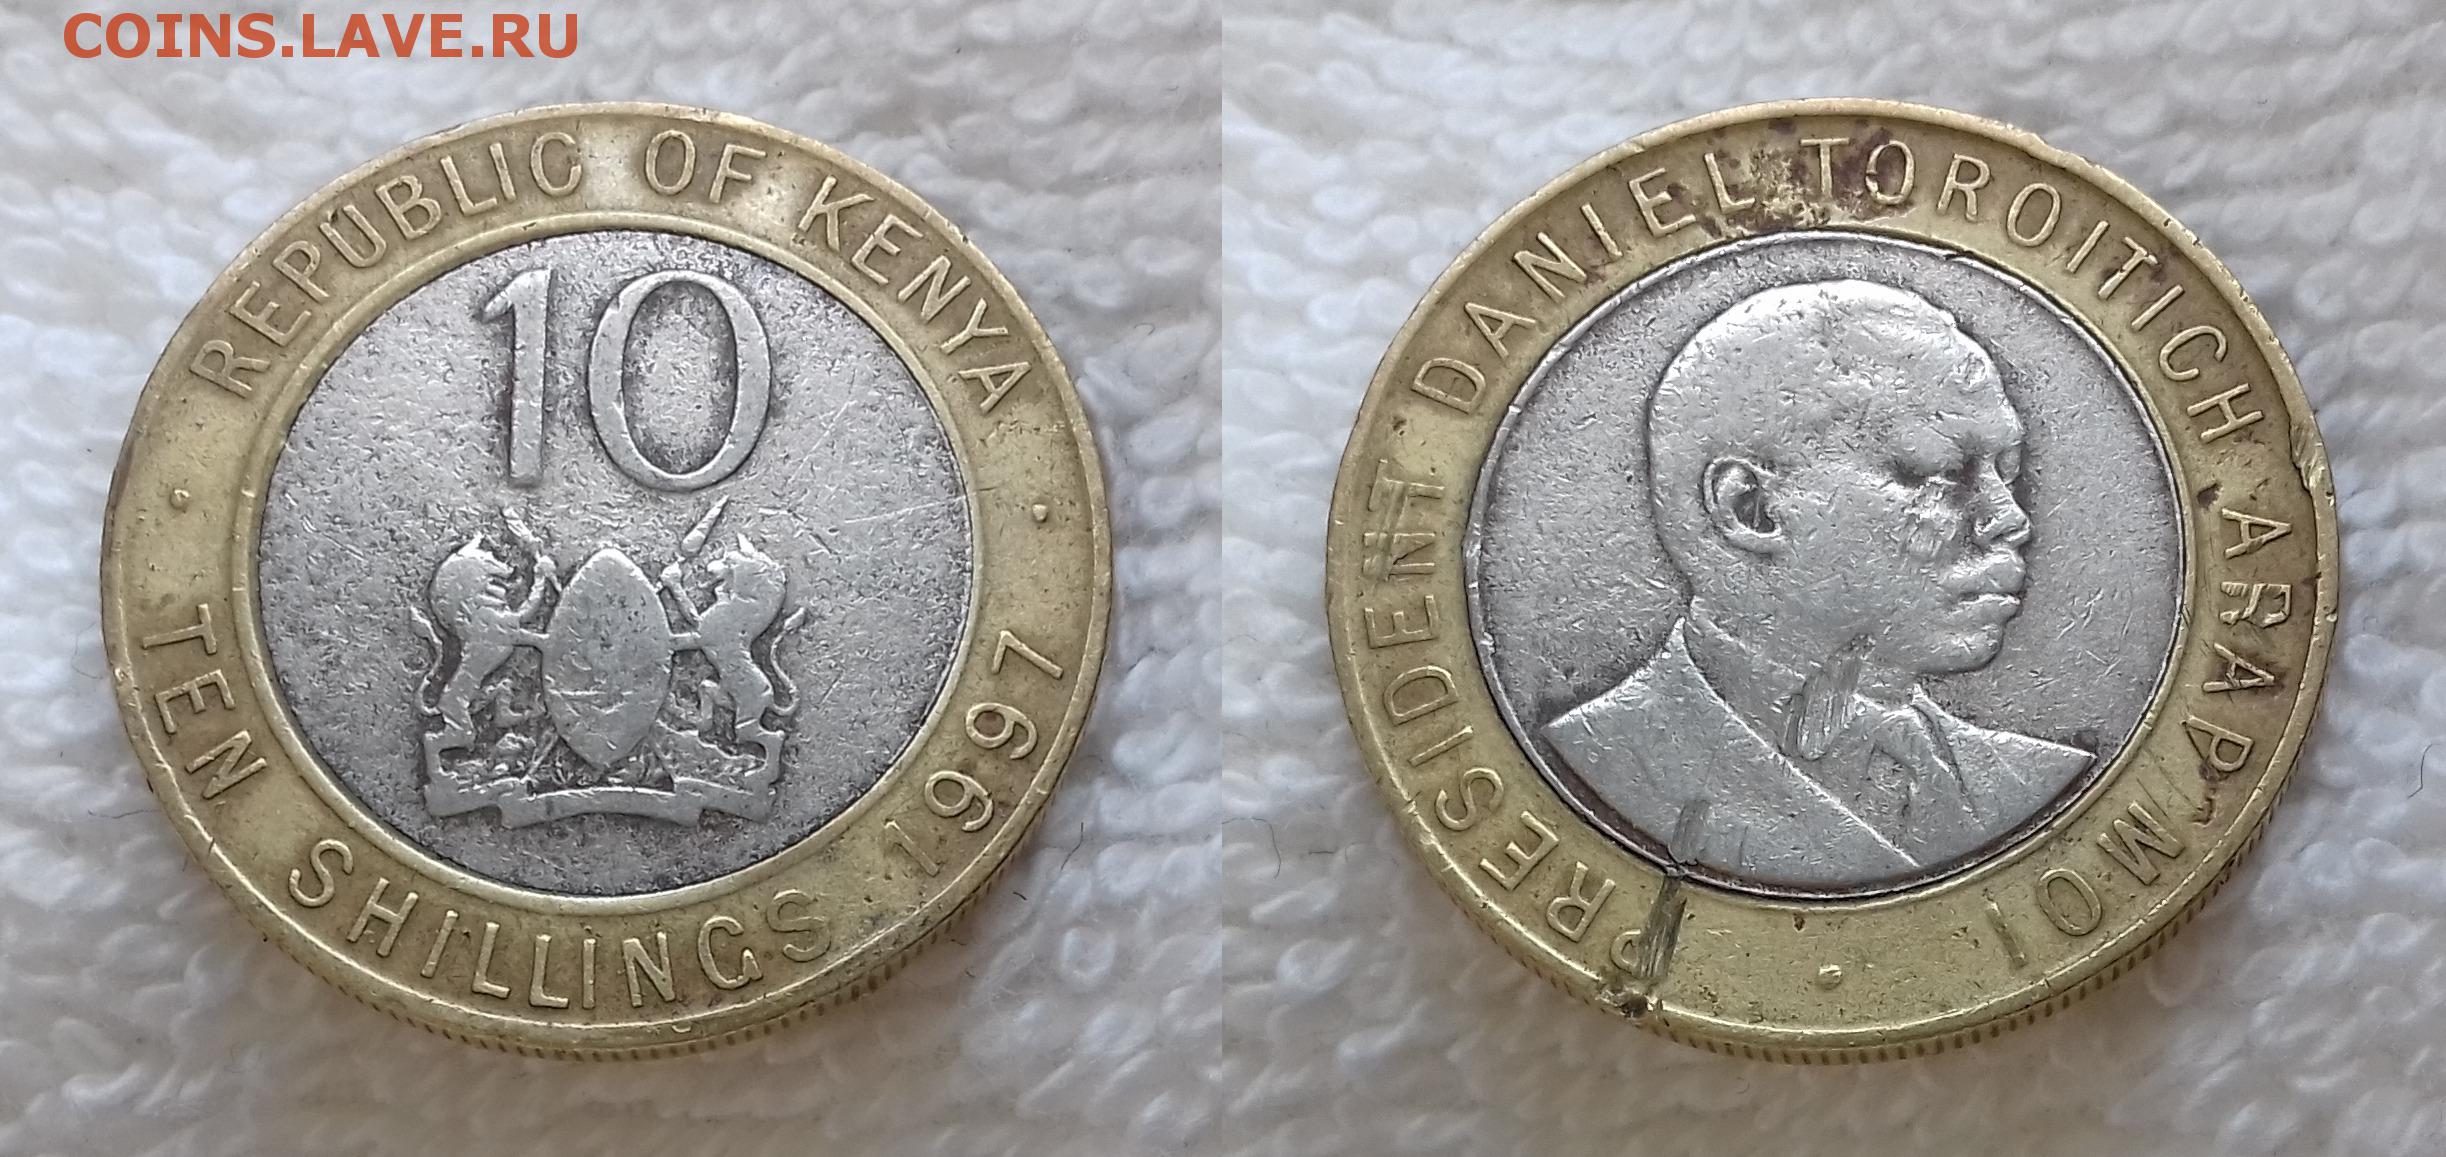 COINS.LAVE.RU
REPUBLIC OF KENYA
10
TEN SHILLINGS 1997
PRESIDENT DANIEL TOROITICH ARAP MOI